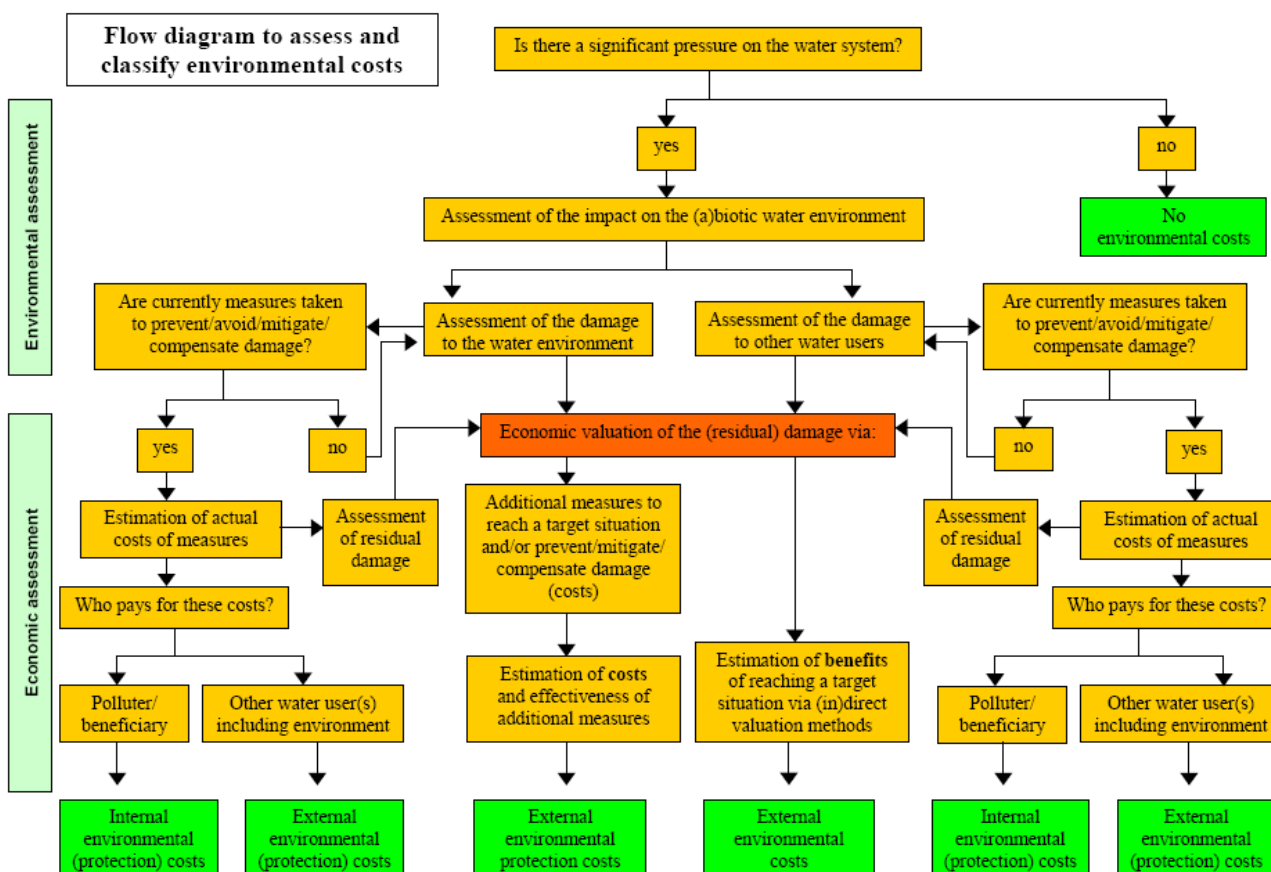 Flow diagram to assess and
classify environmental costs
Is there a significant pressure on the water system?
Environmental assessment
yes
no
Assessment of the impact on the (a)biotic water environment
No
environmental costs
Are currently measures taken
to prevent/avoid/mitigate/
compensate damage?
Assessment of the damage
to the water environment
Assessment of the damage
to other water users
Are currently measures taken
to prevent/avoid/mitigate/
compensate damage?
Economic assessment
yes
no
Economic valuation of the (residual) damage via:
no
yes
Estimation of actual
costs of measures
Assessment
of residual
damage
Additional measures to
reach a target situation
and/or prevent/mitigate/
compensate damage
(costs)
Assessment
of residual
damage
Estimation of actual
costs of measures
Who pays for these costs?
Who pays for these costs?
Polluter/
beneficiary
Other water user(s)
including environment
Estimation of costs
and effectiveness of
additional measures
Estimation of benefits
of reaching a target
situation via (in)direct
valuation methods
Polluter/
beneficiary
Other water user(s)
including environment
Internal
environmental
(protection) costs
External
environmental
(protection) costs
External
environmental
protection costs
External
environmental
costs
Internal
environmental
(protection) costs
External
environmental
(protection) costs